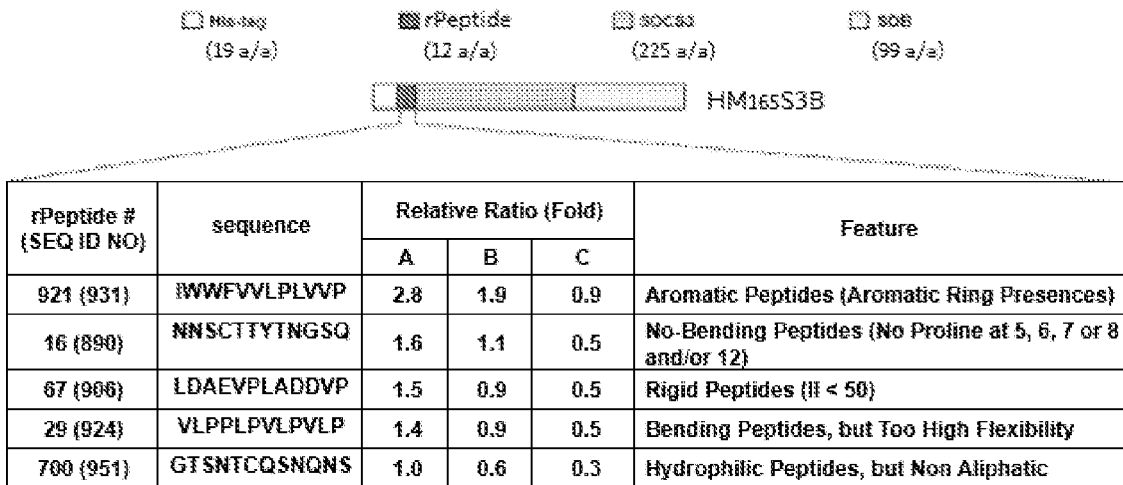 His-tag rPeptide SOCS3 SDB
(19 a/a) (12 a/a) (225 a/a) (99 a/a)
HM165S3B
rPeptide # (SEQ ID NO) sequence Relative Ratio (Fold) Feature
A B C
921 (931) IWWFVVLPLVVP 2.8 1.9 0.9 Aromatic Peptides (Aromatic Ring Presences)
16 (890) NNSCTTYTNGSQ 1.6 1.1 0.5 No-Bending Peptides (No Proline at 5, 6, 7 or 8
and/or 12)
67 (906) LDAEVPLADDVP 1.5 0.9 0.5 Rigid Peptides (II < 50)
29 (924) VLPPLPVLPVLP 1.4 0.9 0.5 Bending Peptides, but Too High Flexibility
700 (951) GTSNTCQSNQNS 1.0 0.6 0.3 Hydrophilic Peptides, but Non Aliphatic